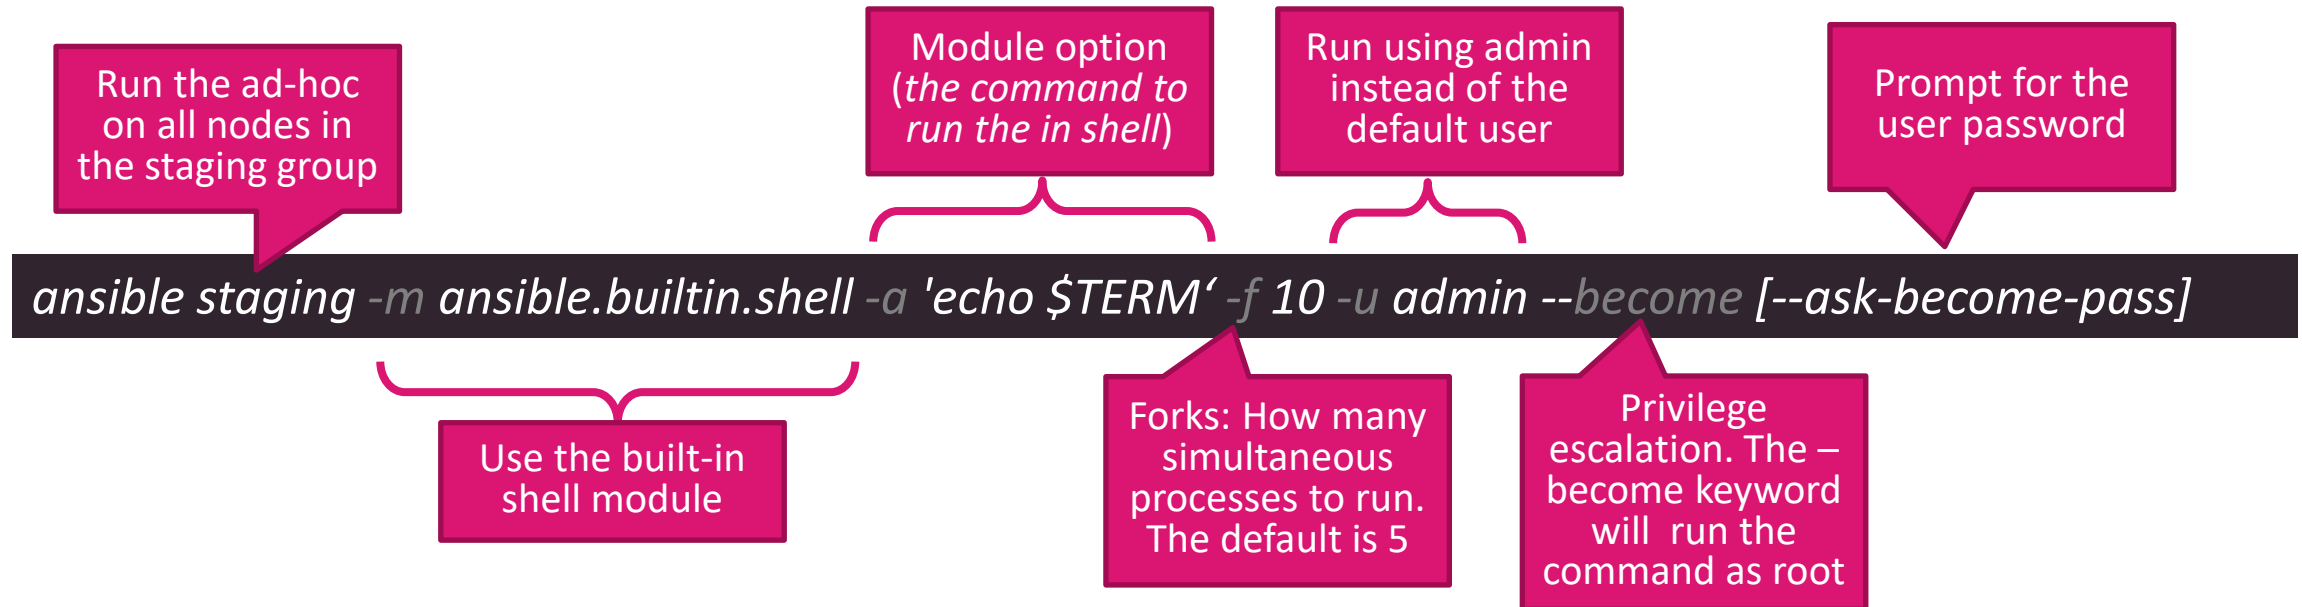 Run the ad-hoc
on all nodes in
the staging group
Module option
(the command to
run the in shell)
Run using admin
instead of the
default user
Prompt for the
user password
ansible staging -m ansible.builtin.shell -a 'echo $TERM‘ -f 10 -u admin --become [--ask-become-pass]
Use the built-in
shell module
Forks: How many
simultaneous
processes to run.
The default is 5
Privilege
escalation. The –
become keyword
will  run the
command as root